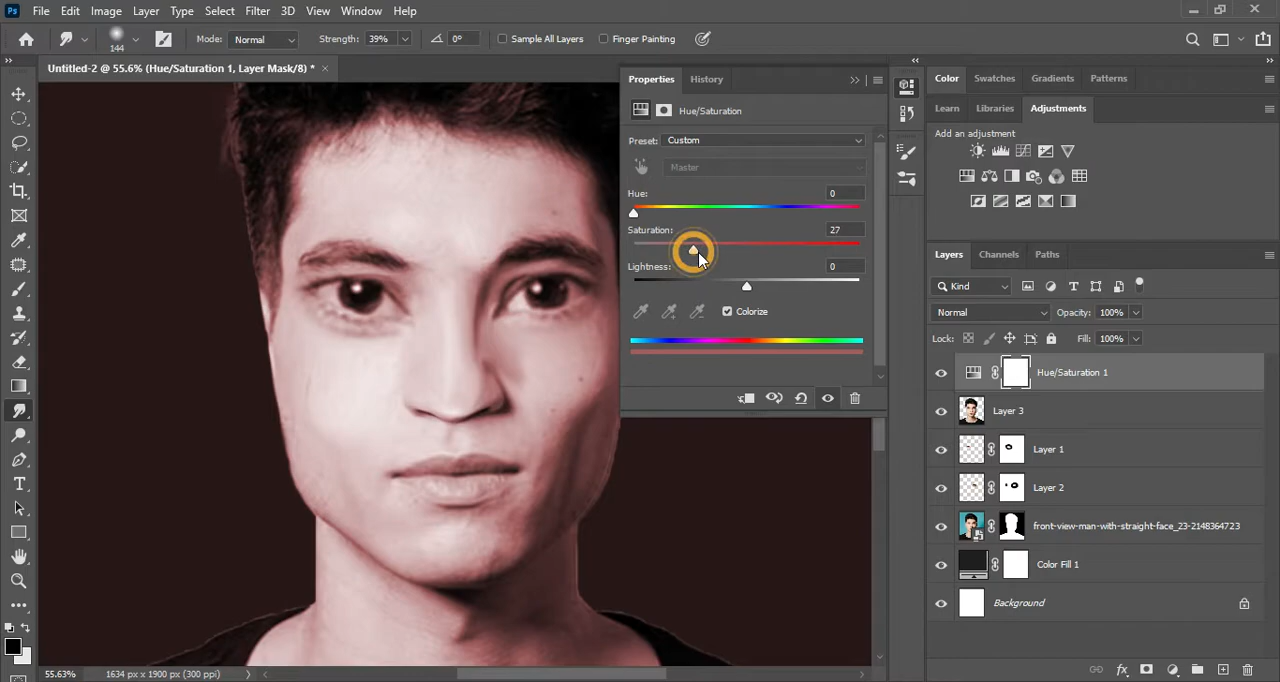 Ps File Edit Image Layer Type Select Filter 3D View Window Help
144 Mode: Normal Strength: 39% 0° Sample All Layers Finger Painting
Untitled-2 @ 55.6% (Hue/Saturation 1, Layer Mask/8) * ×
Properties History
Hue/Saturation
Preset: Custom
Master
Hue: 0
Saturation: 27
Lightness: 0
Colorize
Color Swatches Gradients Patterns
Learn Libraries Adjustments
Add an adjustment
Layers Channels Paths
Kind
Normal Opacity: 100%
Lock: Fill: 100%
Hue/Saturation 1
Layer 3
Layer 1
Layer 2
front-view-man-with-straight-face_23-2148364723
Color Fill 1
Background
55.63% 1634 px x 1900 px (300 ppi)